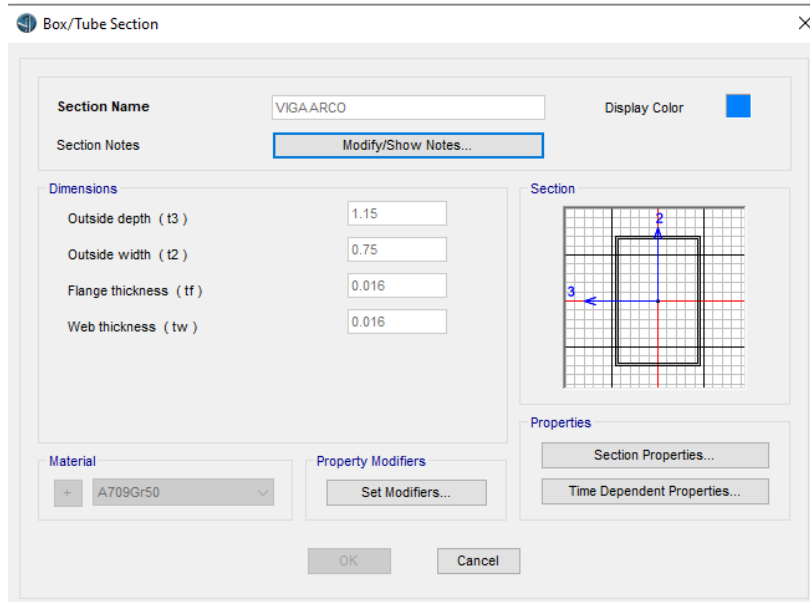 Box/Tube Section
Section Name VIGAARCO Display Color
Section Notes Modify/Show Notes...
Dimensions
Outside depth ( t3 ) 1.15
Outside width ( t2 ) 0.75
Flange thickness ( tf ) 0.016
Web thickness ( tw ) 0.016
Section
2
3
Material
+ A709Gr50
Property Modifiers
Set Modifiers...
Properties
Section Properties...
Time Dependent Properties...
OK Cancel